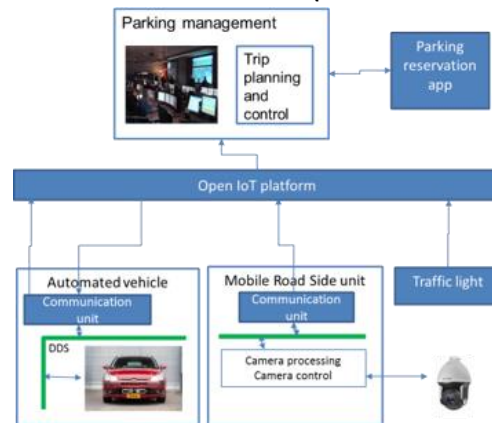 Parking management
Trip
planning
and
control
Parking
reservation
app
Open IoT platform
Automated vehicle
Communication
unit
DDS
Mobile Road Side unit
Communication
unit
Camera processing
Camera control
Traffic light